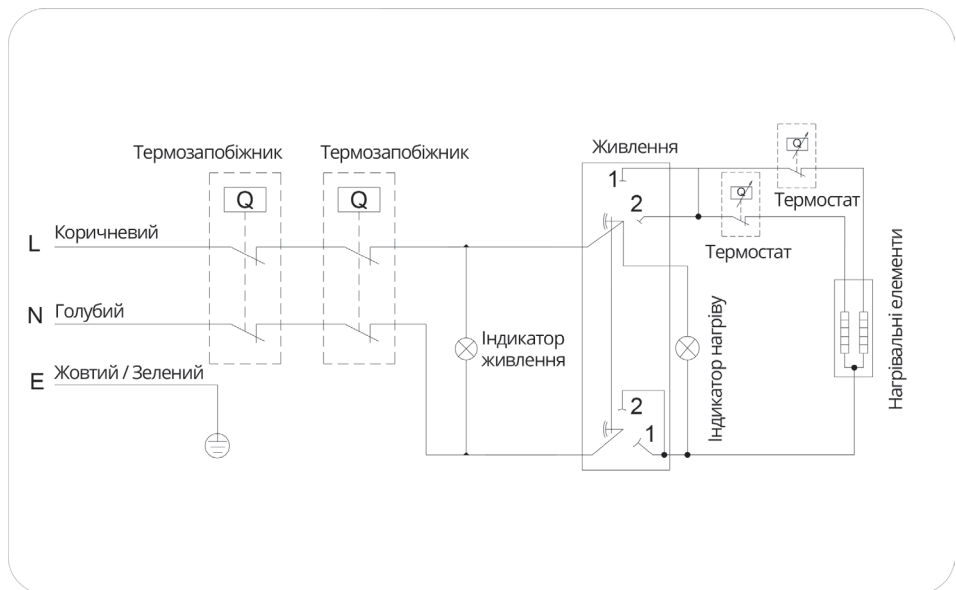 Термозапобіжник
Термозапобіжник
Живлення
Q
Q
Q
Q
1
2
Термостат
Термостат
L
Коричневий
N
Голубий
E
Жовтий / Зелений
Індикатор
живлення
Індикатор нагріву
Нагрівальні елементи
2
1